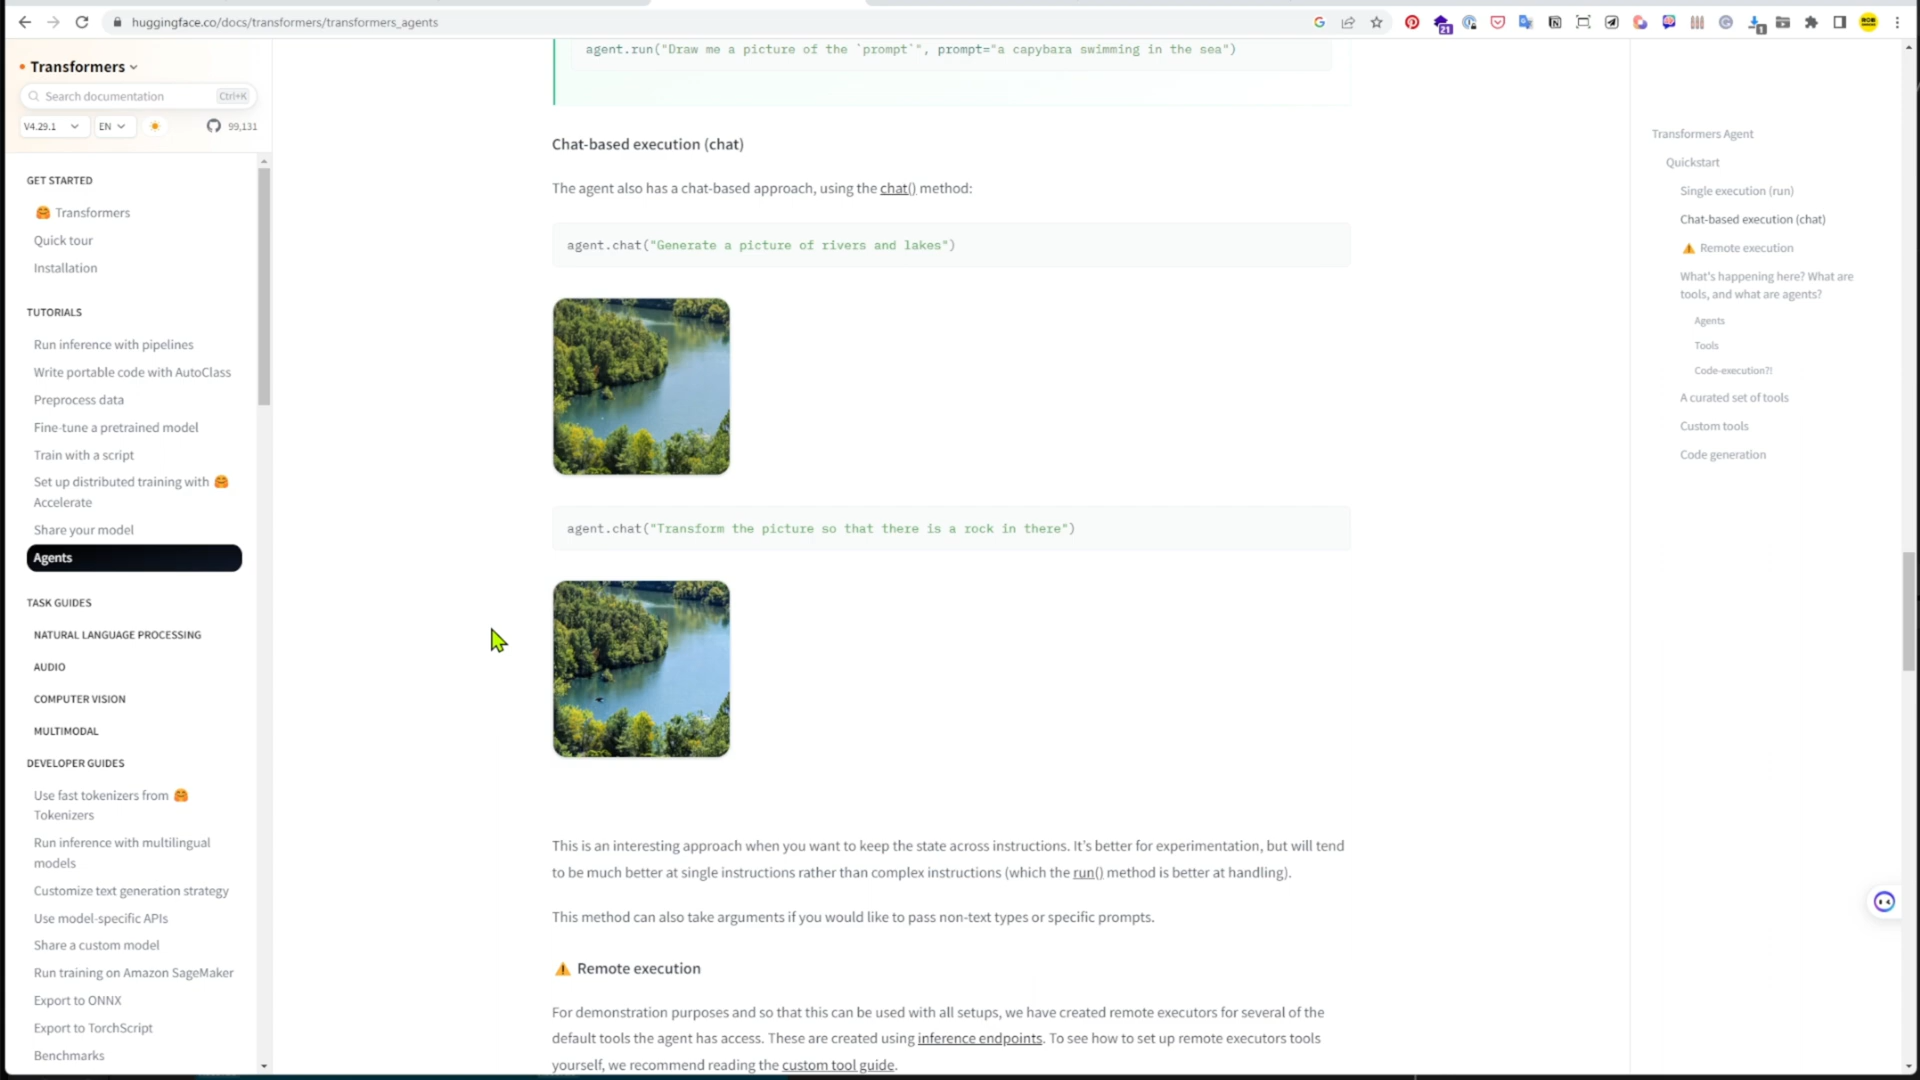 huggingface.co/docs/transformers/transformers_agents
21
1
Transformers
Search documentation
Ctrl+K
V4.29.1
EN
99,131
GET STARTED
Transformers
Quick tour
Installation
TUTORIALS
Run inference with pipelines
Write portable code with AutoClass
Preprocess data
Fine-tune a pretrained model
Train with a script
Set up distributed training with 🤗
Accelerate
Share your model
Agents
TASK GUIDES
NATURAL LANGUAGE PROCESSING
AUDIO
COMPUTER VISION
MULTIMODAL
DEVELOPER GUIDES
Use fast tokenizers from 🤗
Tokenizers
Run inference with multilingual
models
Customize text generation strategy
Use model-specific APIs
Share a custom model
Run training on Amazon SageMaker
Export to ONNX
Export to TorchScript
Benchmarks
agent.run("Draw me a picture of the `prompt`", prompt="a capybara swimming in the sea")
Chat-based execution (chat)
The agent also has a chat-based approach, using the chat() method:
agent.chat("Generate a picture of rivers and lakes")
agent.chat("Transform the picture so that there is a rock in there")
This is an interesting approach when you want to keep the state across instructions. It's better for experimentation, but will tend
to be much better at single instructions rather than complex instructions (which the run() method is better at handling).
This method can also take arguments if you would like to pass non-text types or specific prompts.
⚠️ Remote execution
For demonstration purposes and so that this can be used with all setups, we have created remote executors for several of the
default tools the agent has access. These are created using inference endpoints. To see how to set up remote executors tools
yourself, we recommend reading the custom tool guide.
Transformers Agent
Quickstart
Single execution (run)
Chat-based execution (chat)
⚠️ Remote execution
What's happening here? What are
tools, and what are agents?
Agents
Tools
Code-execution?!
A curated set of tools
Custom tools
Code generation